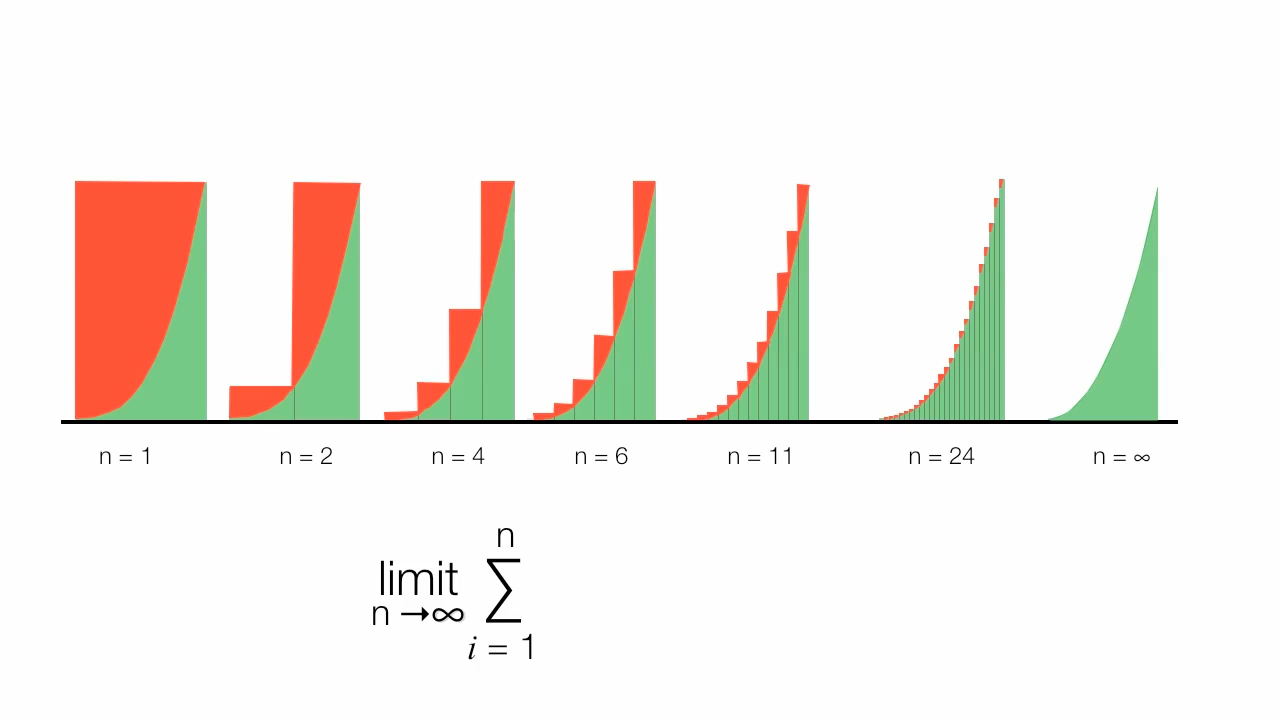 n = 1 n = 2 n = 4 n = 6 n = 11 n = 24 n = ∞
n
limit ∑
n →∞
i = 1